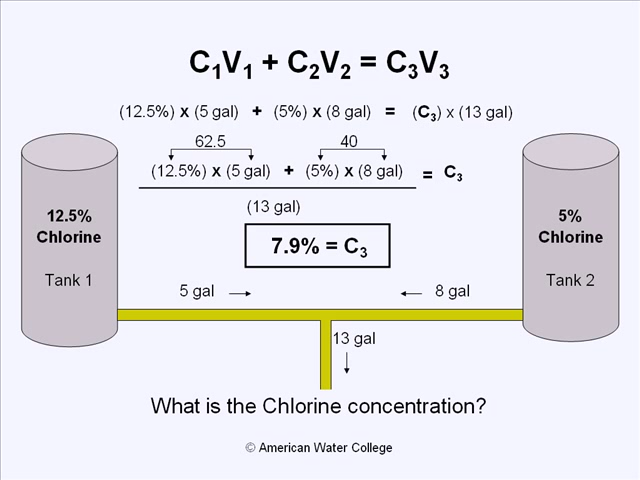 C₁V₁ + C₂V₂ = C₃V₃
(12.5%) x (5 gal) + (5%) x (8 gal) = (C₃) x (13 gal)
62.5 40
(12.5%) x (5 gal) + (5%) x (8 gal) = C₃
(13 gal)
7.9% = C₃
12.5%
Chlorine
Tank 1
5%
Chlorine
Tank 2
5 gal
8 gal
13 gal
What is the Chlorine concentration?
© American Water College